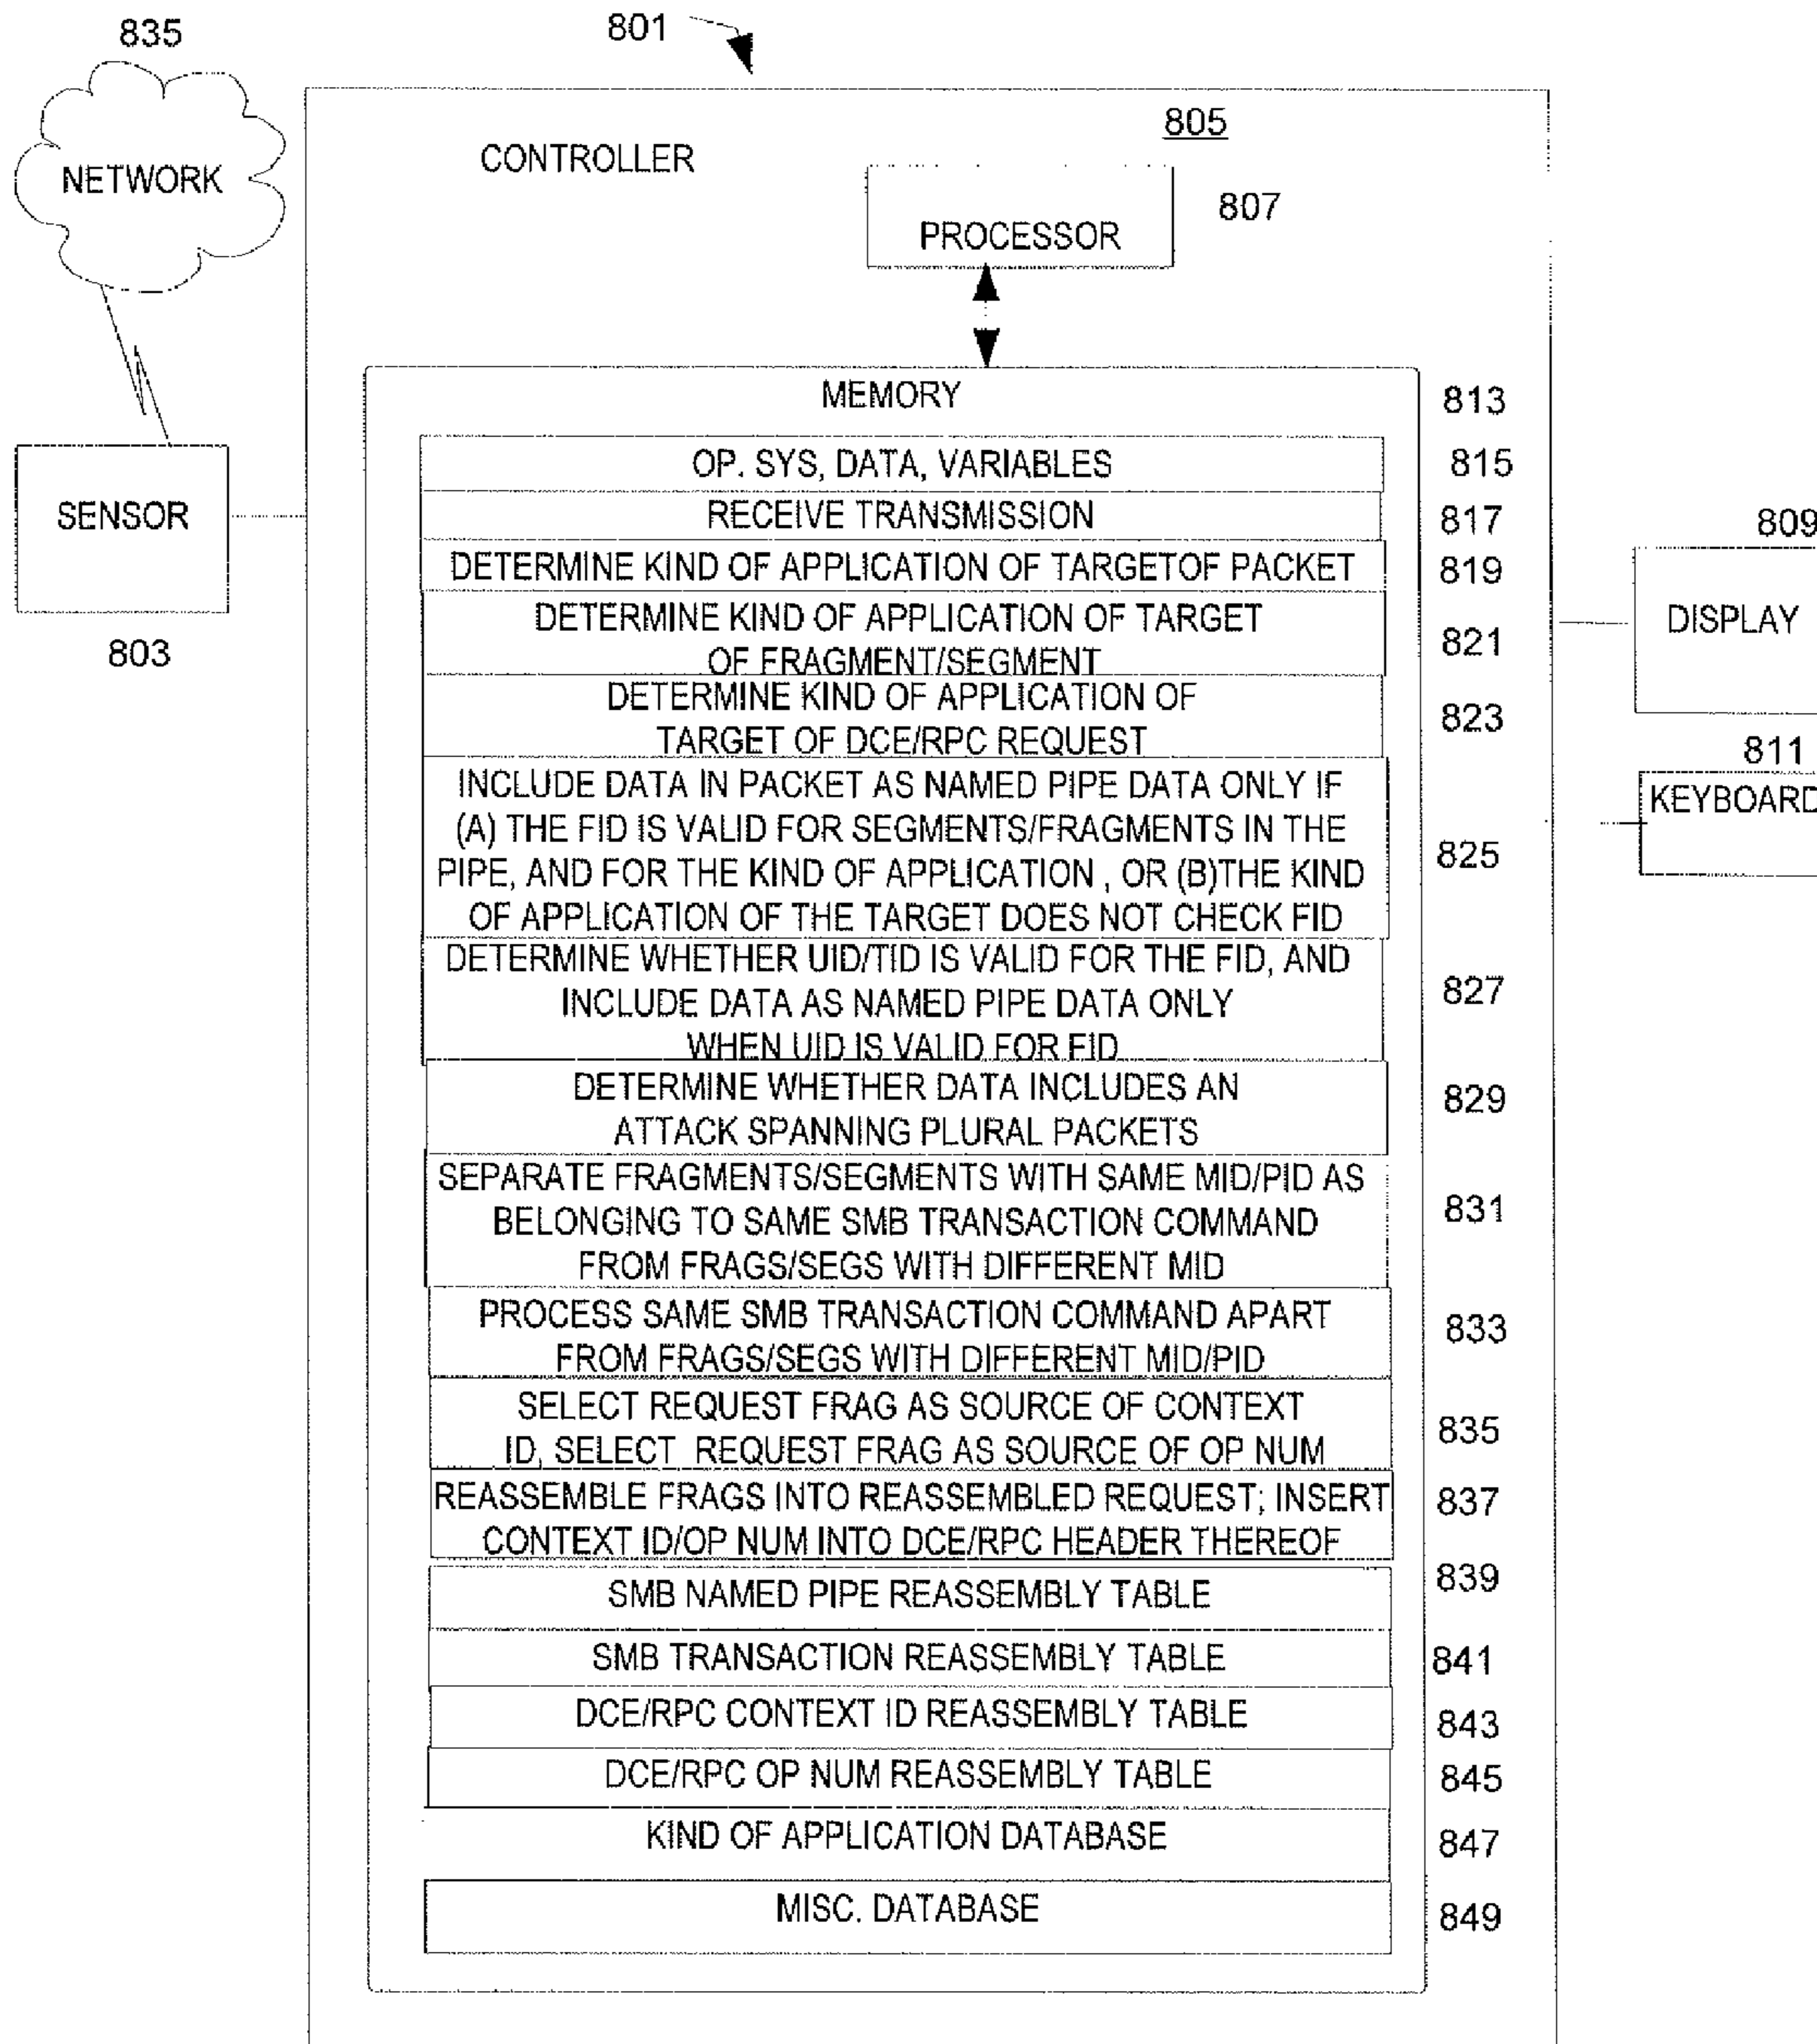 835
801
NETWORK
CONTROLLER
805
PROCESSOR
807
MEMORY
813
OP. SYS, DATA, VARIABLES
815
RECEIVE TRANSMISSION
817
SENSOR
803
809
DISPLAY
811
KEYBOARD
DETERMINE KIND OF APPLICATION OF TARGETOF PACKET
819
DETERMINE KIND OF APPLICATION OF TARGET
OF FRAGMENT/SEGMENT
821
DETERMINE KIND OF APPLICATION OF
TARGET OF DCE/RPC REQUEST
823
INCLUDE DATA IN PACKET AS NAMED PIPE DATA ONLY IF
(A) THE FID IS VALID FOR SEGMENTS/FRAGMENTS IN THE
PIPE, AND FOR THE KIND OF APPLICATION , OR (B)THE KIND
OF APPLICATION OF THE TARGET DOES NOT CHECK FID
825
DETERMINE WHETHER UID/TID IS VALID FOR THE FID, AND
INCLUDE DATA AS NAMED PIPE DATA ONLY
WHEN UID IS VALID FOR FID
827
DETERMINE WHETHER DATA INCLUDES AN
ATTACK SPANNING PLURAL PACKETS
829
SEPARATE FRAGMENTS/SEGMENTS WITH SAME MID/PID AS
BELONGING TO SAME SMB TRANSACTION COMMAND
FROM FRAGS/SEGS WITH DIFFERENT MID
831
PROCESS SAME SMB TRANSACTION COMMAND APART
FROM FRAGS/SEGS WITH DIFFERENT MID/PID
833
SELECT REQUEST FRAG AS SOURCE OF CONTEXT
ID, SELECT REQUEST FRAG AS SOURCE OF OP NUM
835
REASSEMBLE FRAGS INTO REASSEMBLED REQUEST; INSERT
CONTEXT ID/OP NUM INTO DCE/RPC HEADER THEREOF
837
SMB NAMED PIPE REASSEMBLY TABLE
839
SMB TRANSACTION REASSEMBLY TABLE
841
DCE/RPC CONTEXT ID REASSEMBLY TABLE
843
DCE/RPC OP NUM REASSEMBLY TABLE
845
KIND OF APPLICATION DATABASE
847
MISC. DATABASE
849